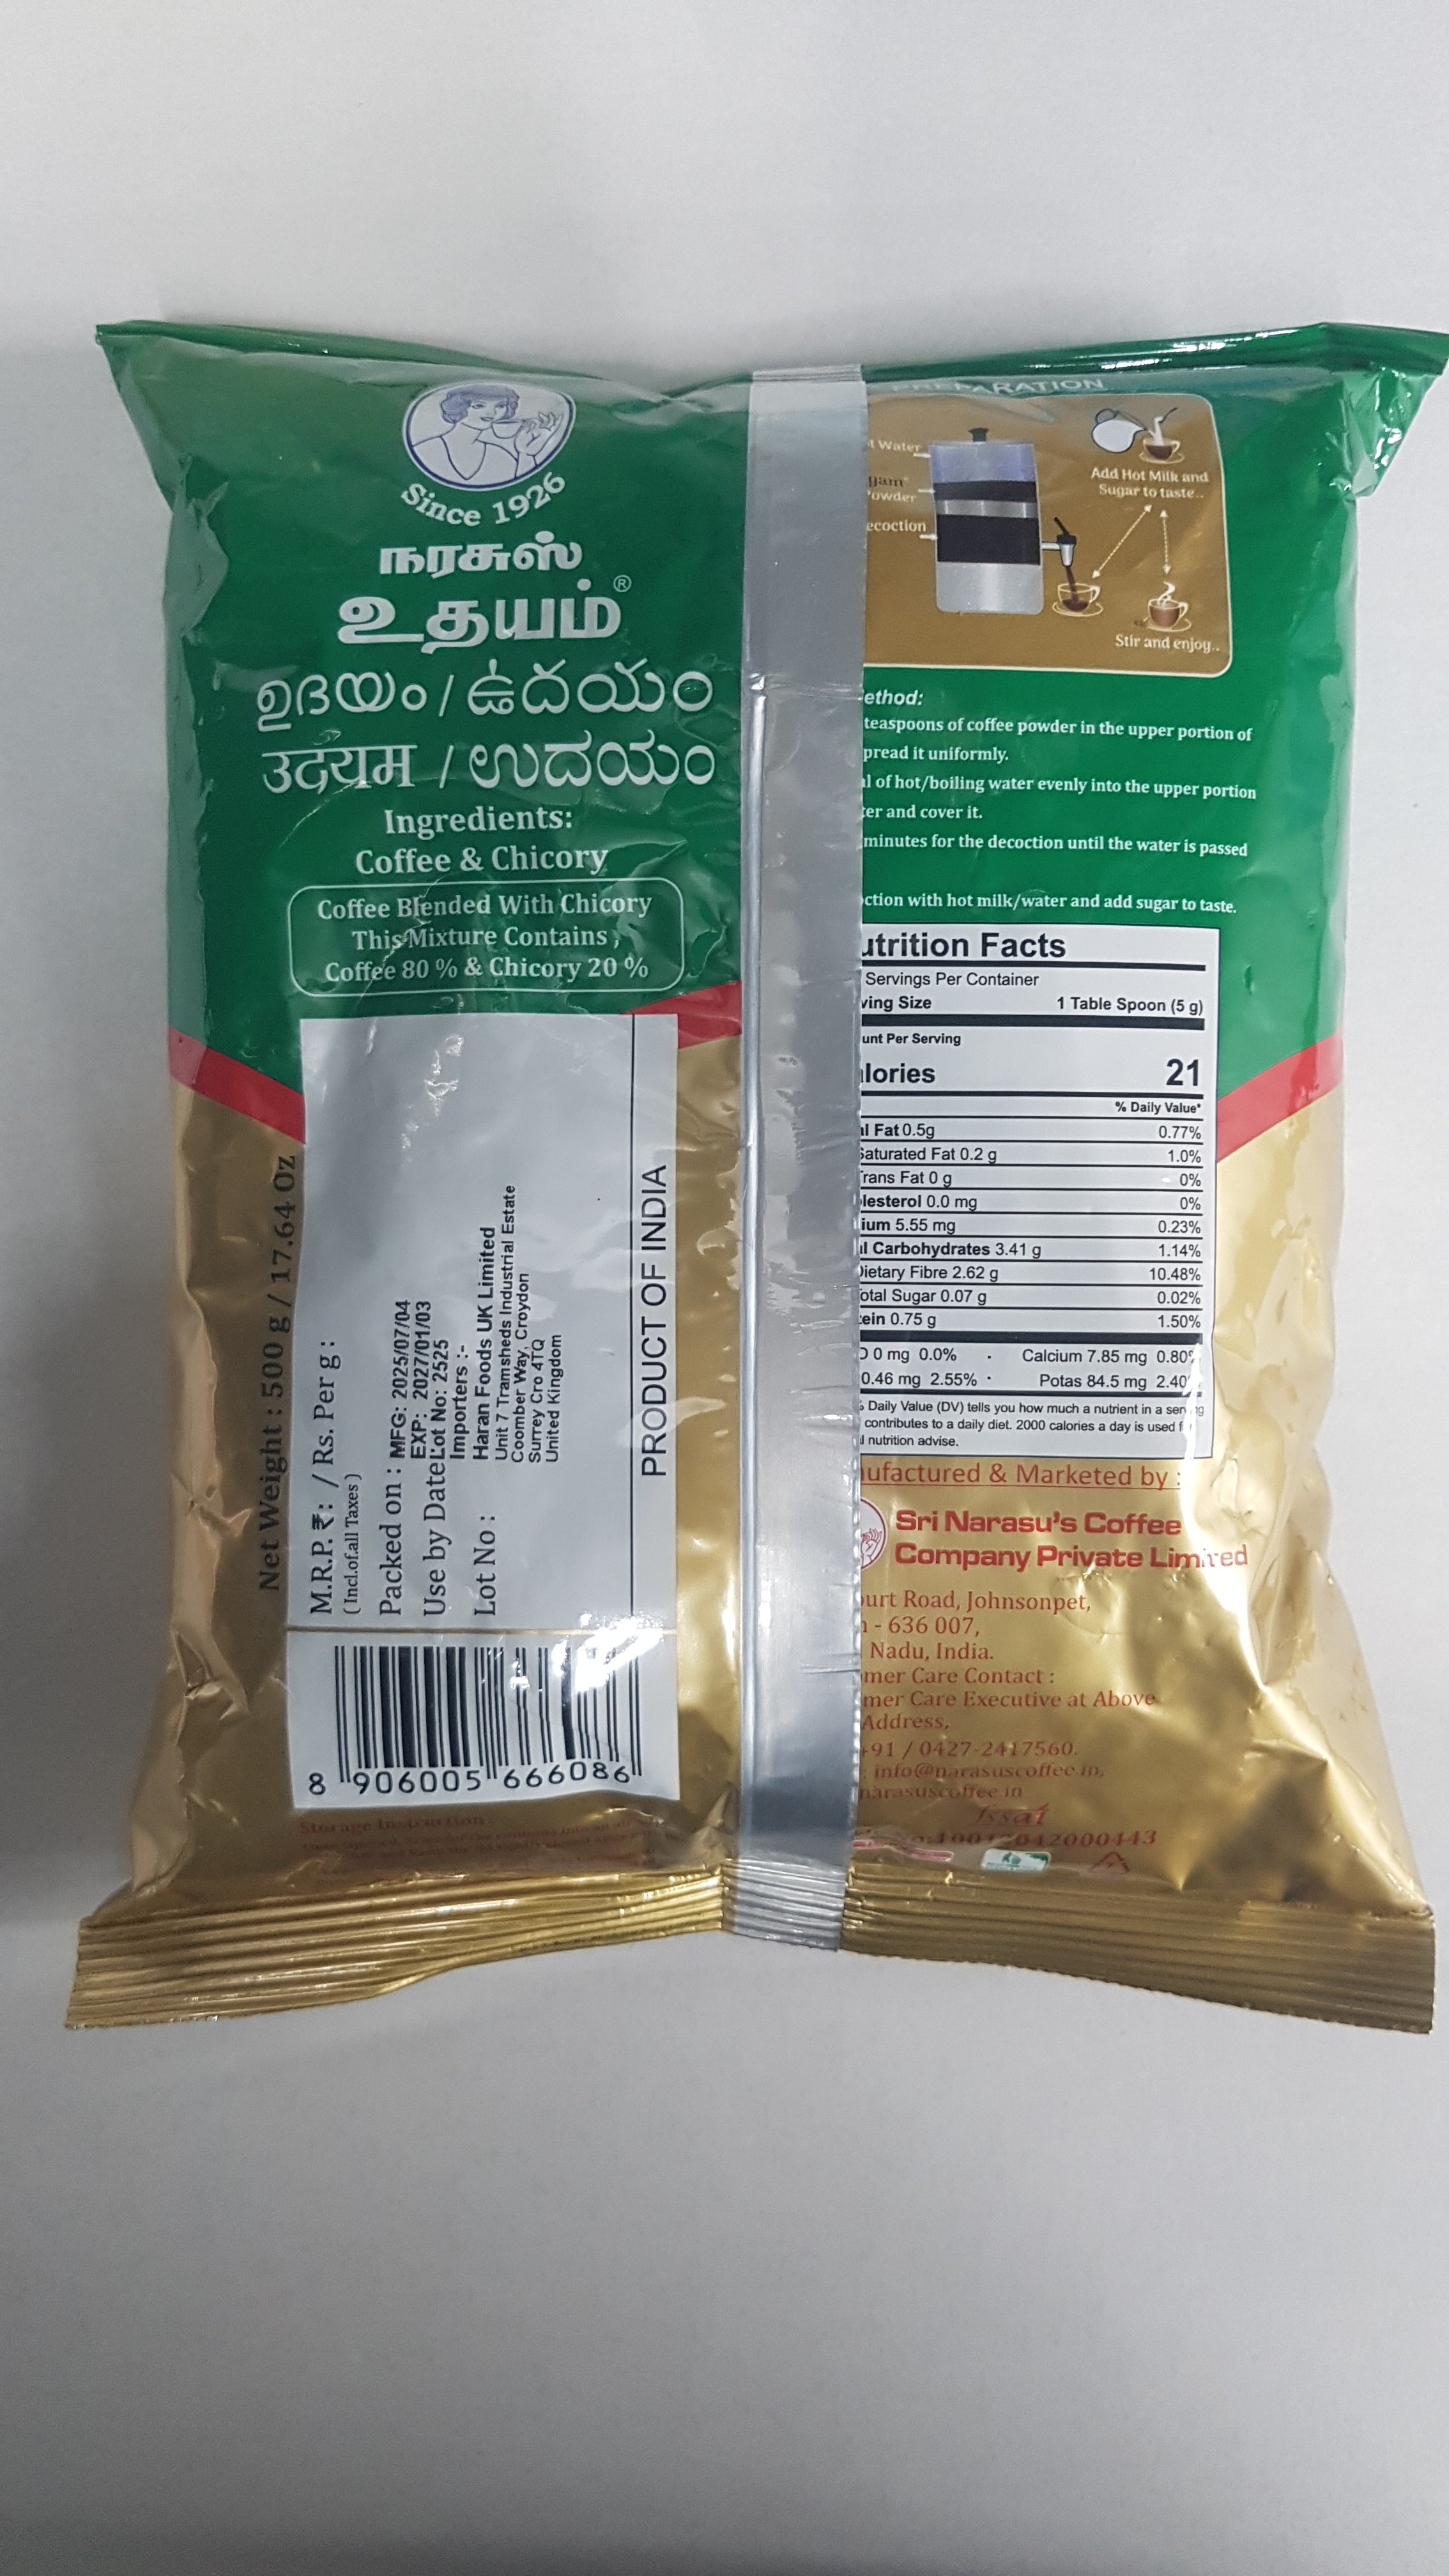 Since 1926
நரசுஸ்
உதயம்®
ഉദയം / ఉదయం
उदयम / ಉದಯಂ
Ingredients:
Coffee & Chicory
Coffee Blended With Chicory
This Mixture Contains ;
Coffee 80 % & Chicory 20 %
Net Weight : 500 g / 17.64 Oz
M.R.P. ₹: / Rs. Per g :
( Incl.of.all Taxes )
Packed on :
MFG: 2025/07/04
EXP: 2027/01/03
Use by Date
Lot No: 2525
Importers :-
Lot No :
Haran Foods UK Limited
Unit 7 Tramsheds Industrial Estate
Coomber Way, Croydon
Surrey Cro 4TQ
United Kingdom
PRODUCT OF INDIA
8 906005 666086
Storage Instruction
PREPARATION
t Water
yam
Powder
ecoction
Add Hot Milk and
Sugar to taste..
Stir and enjoy..
ethod:
teaspoons of coffee powder in the upper portion of
pread it uniformly.
l of hot/boiling water evenly into the upper portion
er and cover it.
minutes for the decoction until the water is passed
ction with hot milk/water and add sugar to taste.
utrition Facts
Servings Per Container
ving Size 1 Table Spoon (5 g)
unt Per Serving
lories 21
% Daily Value*
l Fat 0.5g 0.77%
Saturated Fat 0.2 g 1.0%
Trans Fat 0 g 0%
lesterol 0.0 mg 0%
ium 5.55 mg 0.23%
l Carbohydrates 3.41 g 1.14%
Dietary Fibre 2.62 g 10.48%
otal Sugar 0.07 g 0.02%
ein 0.75 g 1.50%
D 0 mg 0.0% · Calcium 7.85 mg 0.80%
0.46 mg 2.55% · Potas 84.5 mg 2.40
Daily Value (DV) tells you how much a nutrient in a serving
contributes to a daily diet. 2000 calories a day is used f
l nutrition advise.
ufactured & Marketed by :
Sri Narasu's Coffee
Company Private Limited
urt Road, Johnsonpet,
- 636 007,
Nadu, India.
mer Care Contact :
mer Care Executive at Above
Address,
+91 / 0427-2417560.
: info@narasuscoffee.in,
narasuscoffee.in
fssai
10012042000443